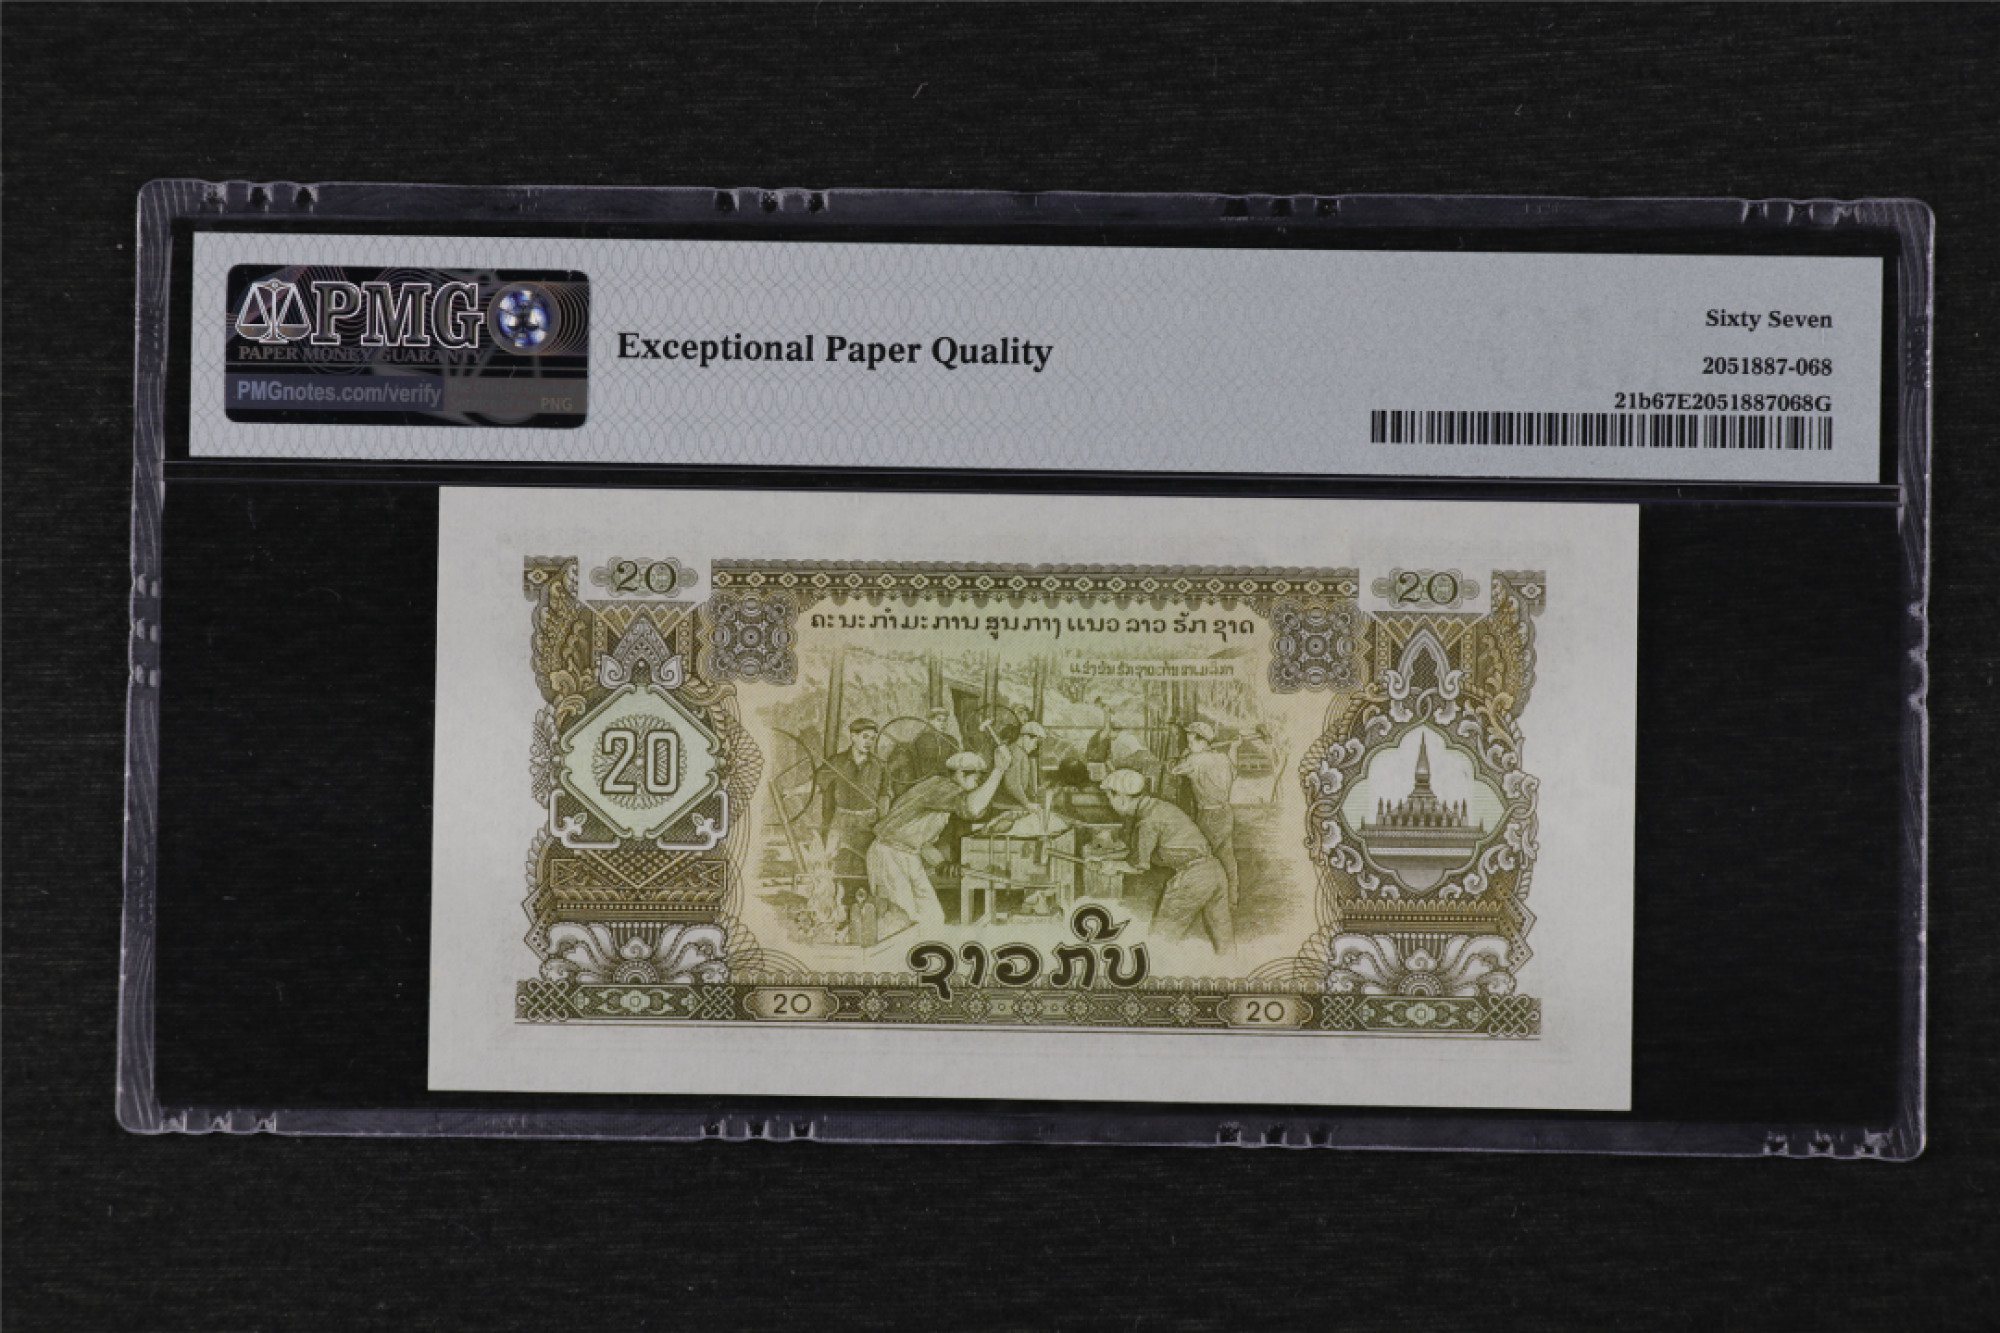 PMG
PAPER MONEY GUARANTY
PMGnotes.com/verify
Exceptional Paper Quality
Sixty Seven
2051887-068
21b67E2051887068G
20
20
ຄະນະກຳມະການສູນກາງແນວລາວຮັກຊາດ
20
ຊາວກີບ
20
20